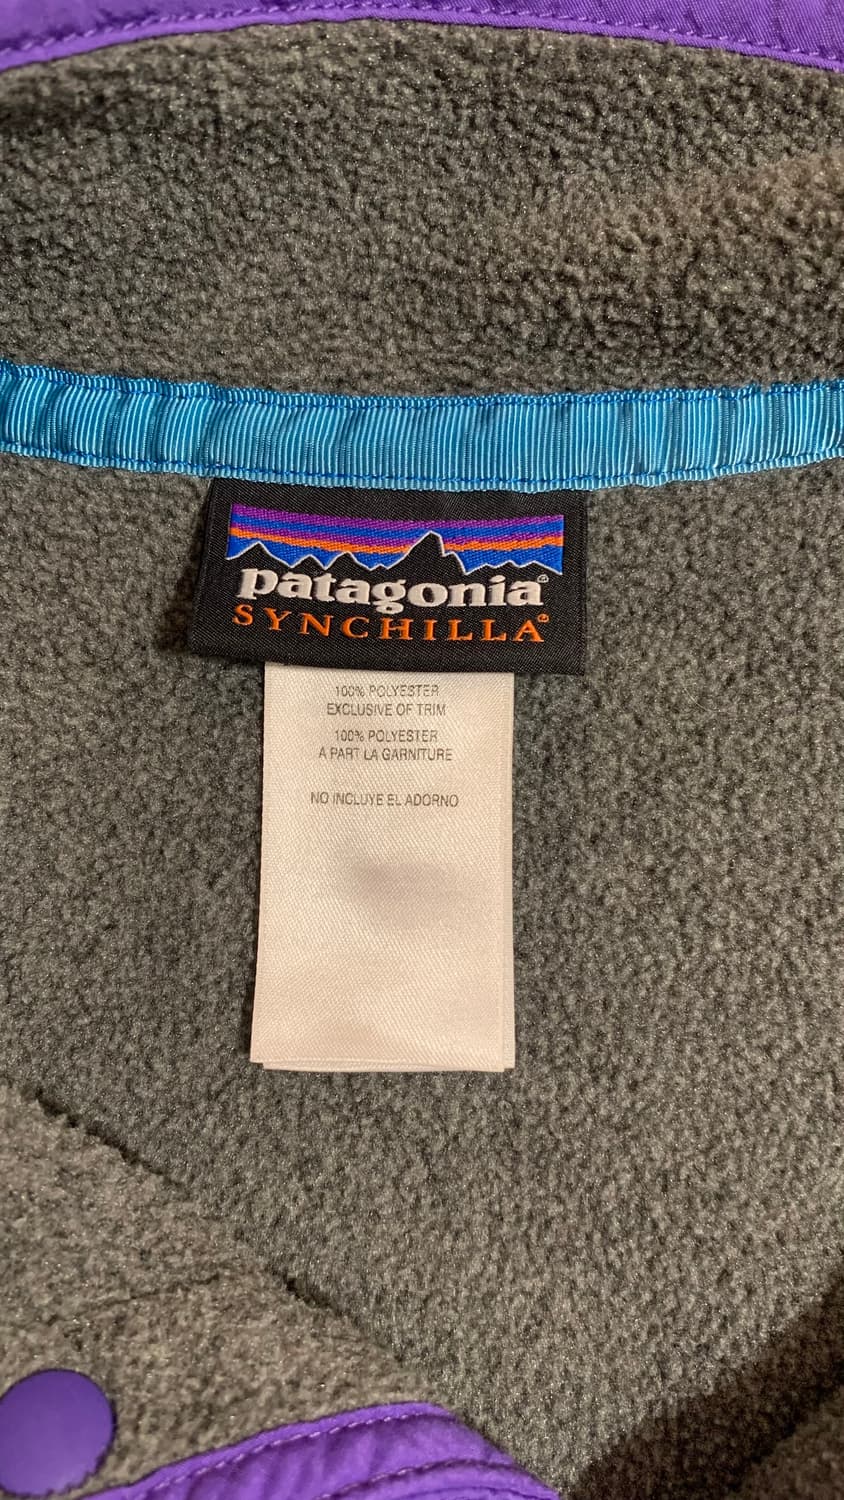 patagonia®
SYNCHILLA®
100% POLYESTER
EXCLUSIVE OF TRIM
100% POLYESTER
A PART LA GARNITURE
NO INCLUYE EL ADORNO